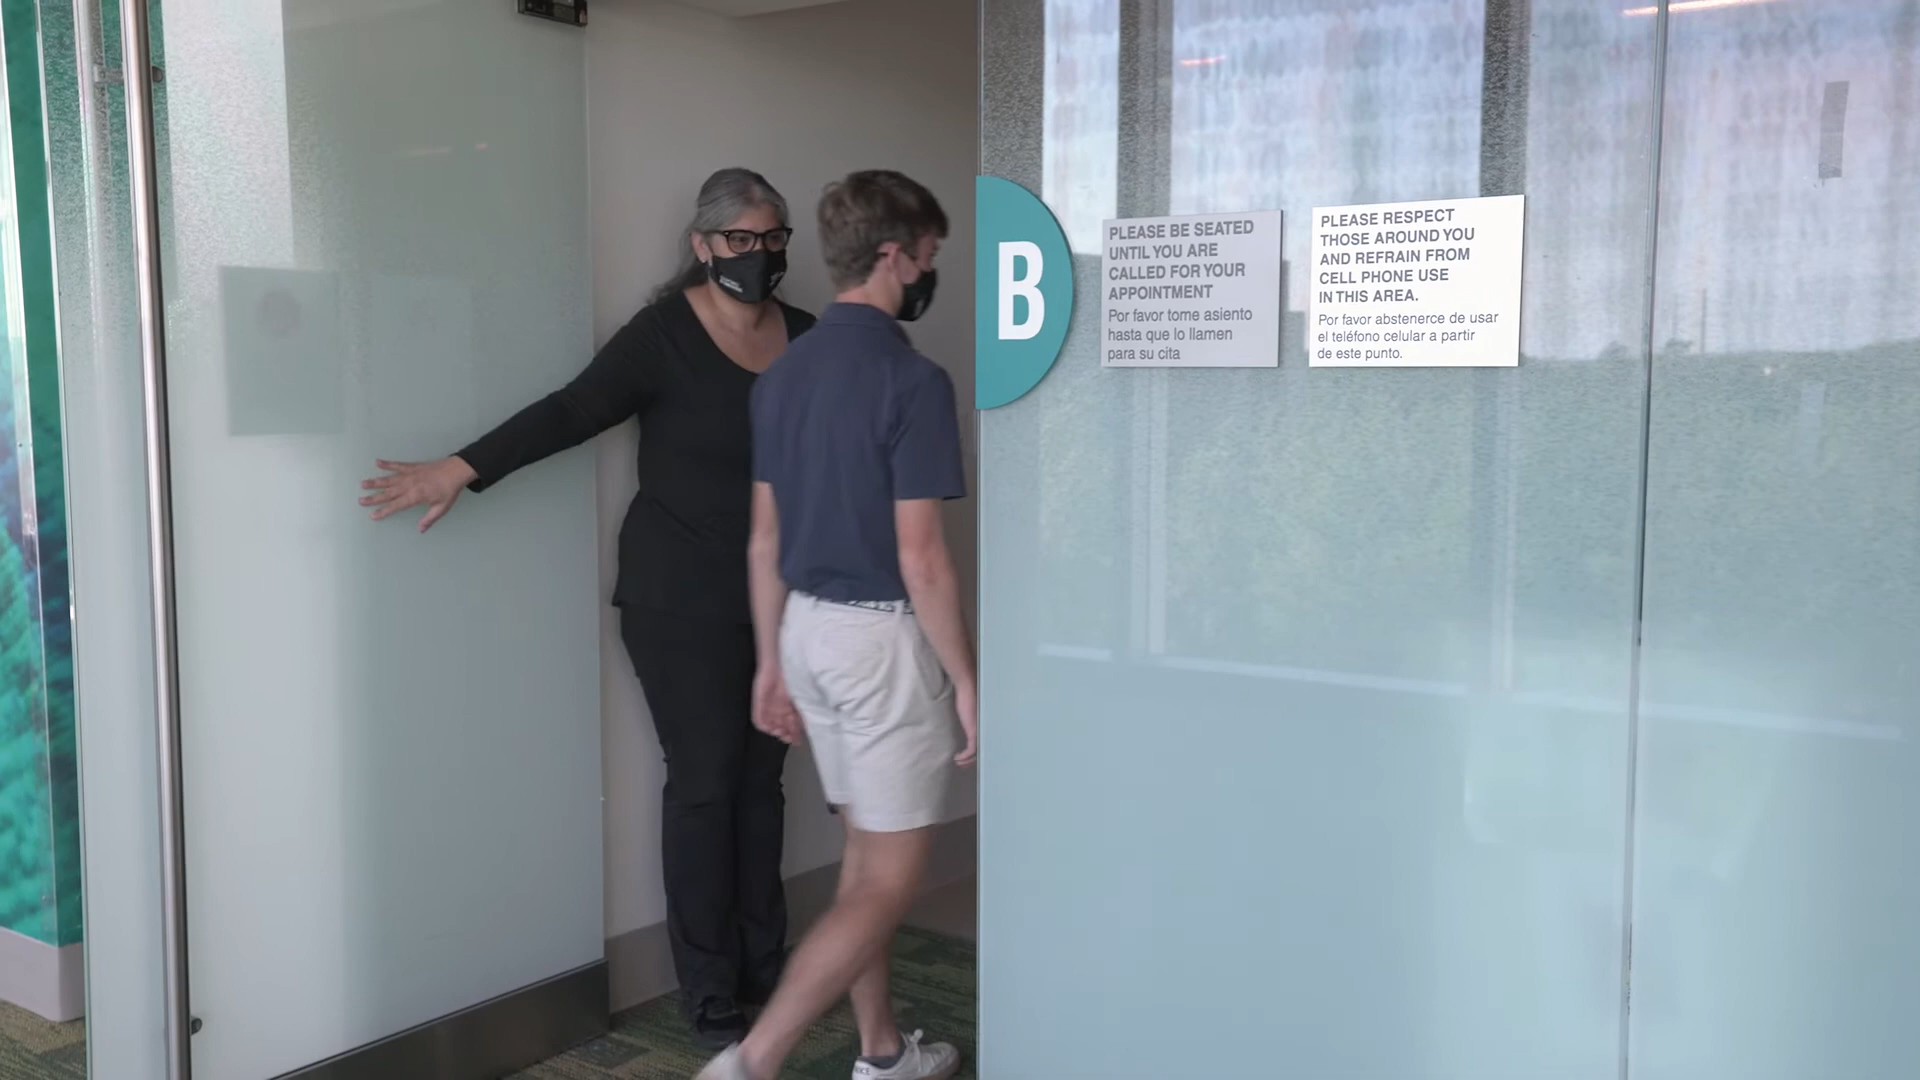 B
PLEASE BE SEATED
UNTIL YOU ARE
CALLED FOR YOUR
APPOINTMENT
Por favor tome asiento
hasta que lo llamen
para su cita
PLEASE RESPECT
THOSE AROUND YOU
AND REFRAIN FROM
CELL PHONE USE
IN THIS AREA.
Por favor abstenerce de usar
el teléfono celular a partir
de este punto.